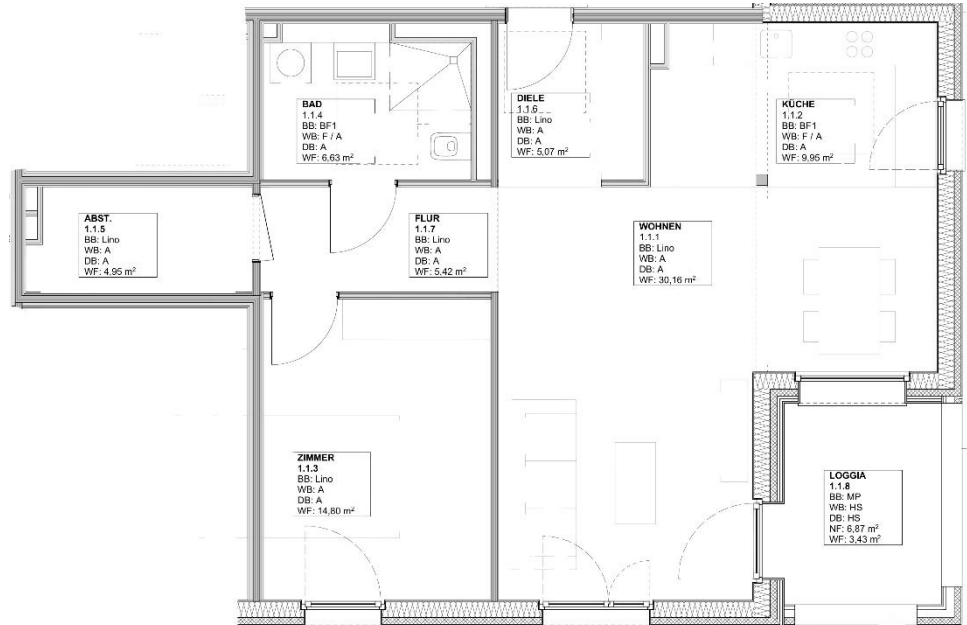 BAD
1.1.4
BB: BF1
WB: F / A
DB: A
WF: 6,63 m²
DIELE
1.1.6
BB: Lino
WB: A
DB: A
WF: 5,07 m²
KÜCHE
1.1.2
BB: BF1
WB: F / A
DB: A
WF: 9,95 m²
ABST.
1.1.5
BB: Lino
WB: A
DB: A
WF: 4,95 m²
FLUR
1.1.7
BB: Lino
WB: A
DB: A
WF: 5.42 m²
WOHNEN
1.1.1
BB: Lino
WB: A
DB: A
WF: 30,16 m²
ZIMMER
1.1.3
BB: Lino
WB: A
DB: A
WF: 14,80 m²
LOGGIA
1.1.8
BB: MP
WB: HS
DB: HS
NF: 6,87 m²
WF: 3,43 m²